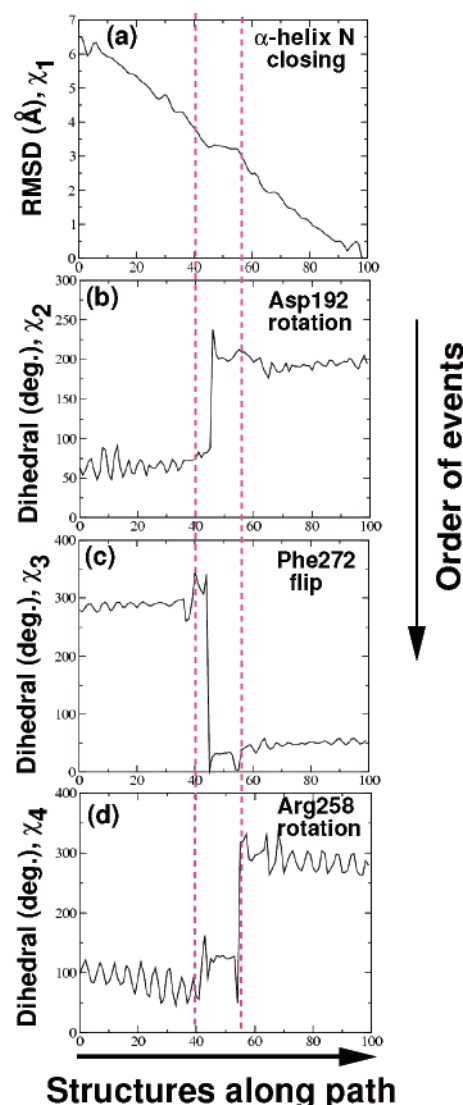 (a)
α-helix N
closing
RMSD (Å), χ1
7
6
5
4
3
2
1
0
0 20 40 60 80 100
(b)
Asp192
rotation
Dihedral (deg.), χ2
300
250
200
150
100
50
0
0 20 40 60 80 100
(c)
Phe272
flip
Dihedral (deg.), χ3
400
300
200
100
0
0 20 40 60 80 100
(d)
Arg258
rotation
Dihedral (deg.), χ4
400
300
200
100
0
0 20 40 60 80 100
Order of events
Structures along path